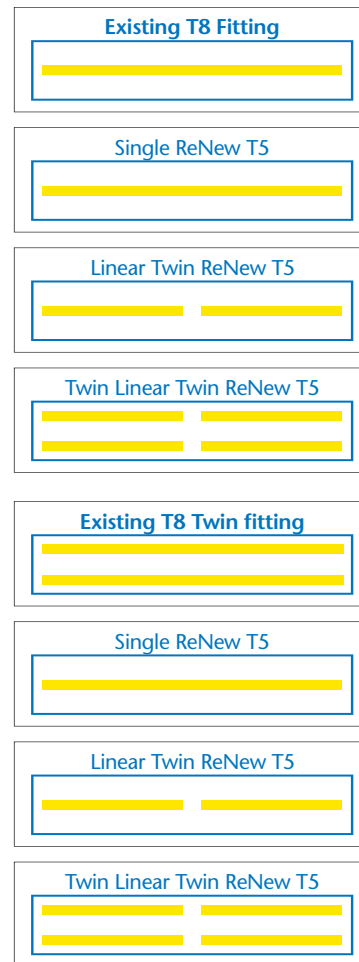 Existing T8 Fitting
Single ReNew T5
Linear Twin ReNew T5
Twin Linear Twin ReNew T5
Existing T8 Twin fitting
Single ReNew T5
Linear Twin ReNew T5
Twin Linear Twin ReNew T5